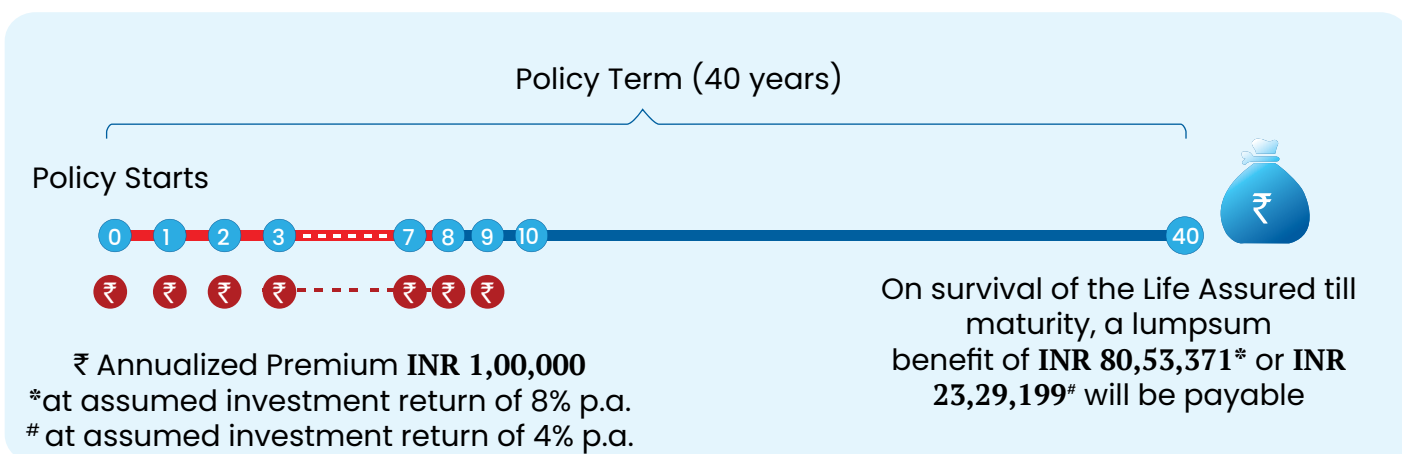 Policy Term (40 years)
Policy Starts
₹
0 1 2 3 7 8 9 10 40
₹ ₹ ₹ ₹ ₹ ₹ ₹
On survival of the Life Assured till
maturity, a lumpsum
benefit of INR 80,53,371* or INR
23,29,199# will be payable
₹ Annualized Premium INR 1,00,000
*at assumed investment return of 8% p.a.
# at assumed investment return of 4% p.a.